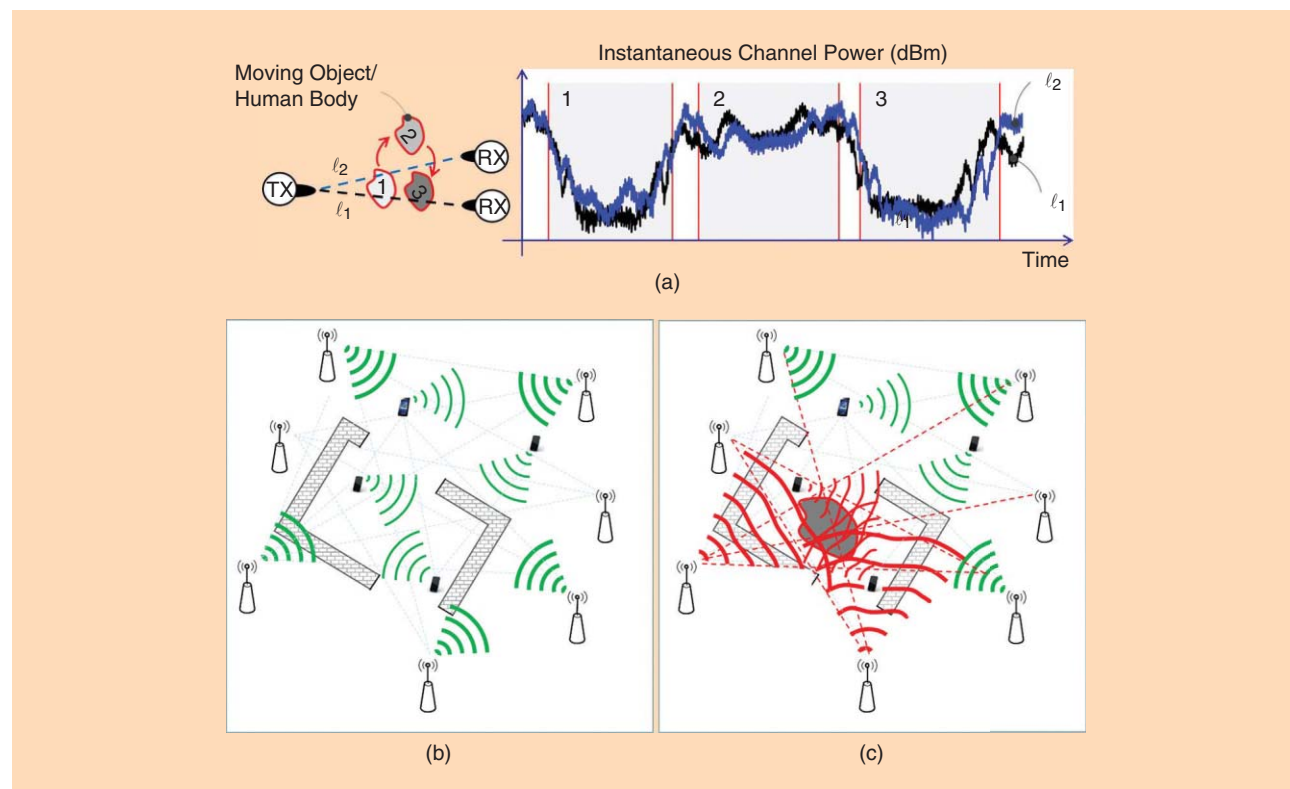 Instantaneous Channel Power (dBm)
Moving Object/
Human Body
1
2
3
ℓ2
2
ℓ2
RX
TX
1
3
ℓ1
RX
ℓ1
ℓ1
Time
(a)
(b)
(c)